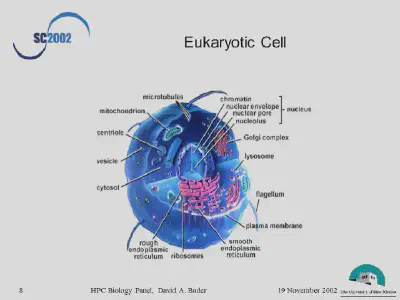 SC2002
Eukaryotic Cell
microtubules
chromatin
mitochondrion
nuclear envelope
nuclear pore
nucleus
nucleolus
centriole
Golgi complex
vesicle
lysosome
cytosol
flagellum
plasma membrane
rough
endoplasmic
reticulum
ribosomes
smooth
endoplasmic
reticulum
8
HPC Biology Panel, David A. Bader
19 November 2002
The University of New Mexico